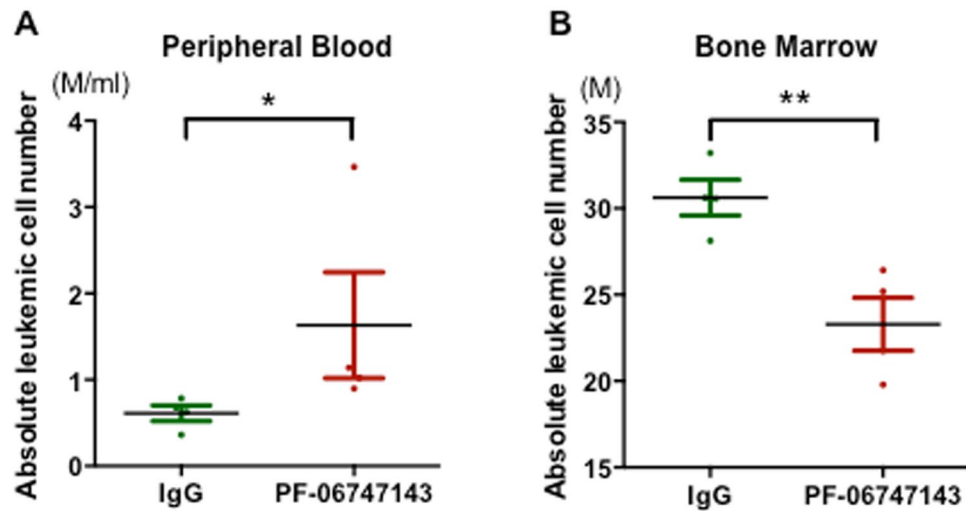 A
Peripheral Blood
(M/ml)
*
Absolute leukemic cell number
4
3
2
1
0
IgG
PF-06747143
B
Bone Marrow
(M)
**
Absolute leukemic cell number
35
30
25
20
15
IgG
PF-06747143